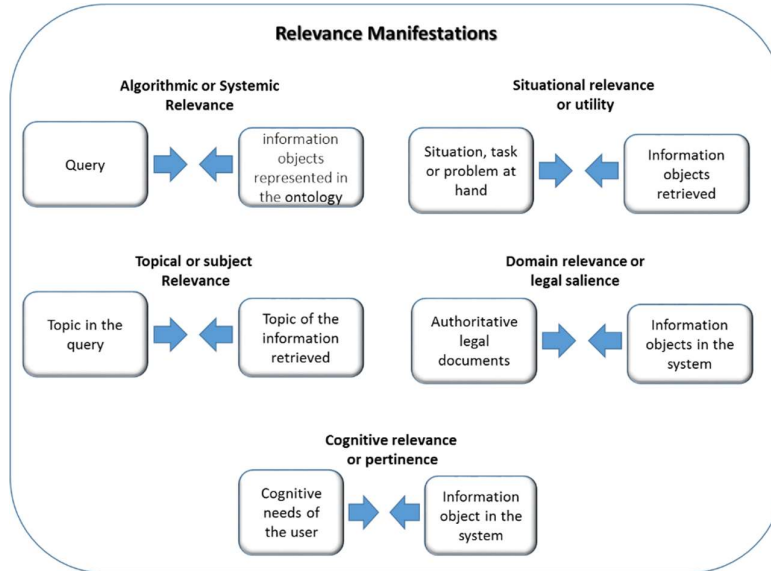 Relevance Manifestations
Algorithmic or Systemic
Relevance
Query
information
objects
represented in
the ontology
Situational relevance
or utility
Situation, task
or problem at
hand
Information
objects
retrieved
Topical or subject
Relevance
Topic in the
query
Topic of the
information
retrieved
Domain relevance or
legal salience
Authoritative
legal
documents
Information
objects in the
system
Cognitive relevance
or pertinence
Cognitive
needs of
the user
Information
object in the
system